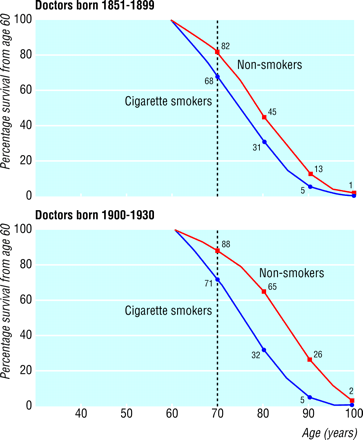 Doctors born 1851-1899
Percentage survival from age 60
100
80
60
40
20
0
82
Non-smokers
68
Cigarette smokers
45
31
13
5
1
Doctors born 1900-1930
Percentage survival from age 60
100
80
60
40
20
0
88
Non-smokers
71
Cigarette smokers
65
32
26
5
2
40 50 60 70 80 90 100
Age (years)